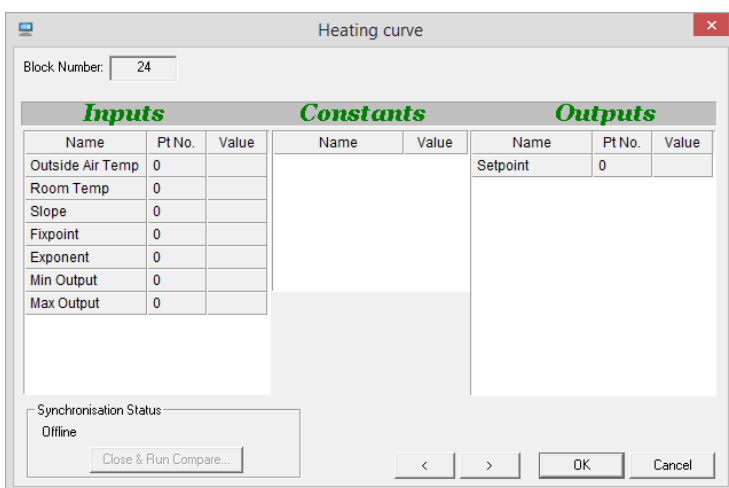 Heating curve
Block Number: 24
Inputs Constants Outputs
Name Pt No. Value Name Value Name Pt No. Value
Outside Air Temp 0 Setpoint 0
Room Temp 0
Slope 0
Fixpoint 0
Exponent 0
Min Output 0
Max Output 0
Synchronisation Status
Offline
Close & Run Compare... < > OK Cancel